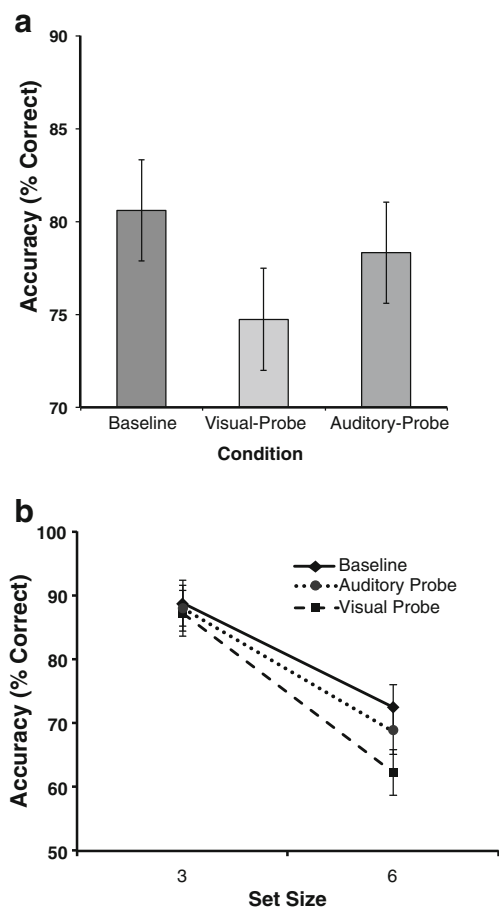 a
Accuracy (% Correct)
90
85
80
75
70
Baseline Visual-Probe Auditory-Probe
Condition
b
Accuracy (% Correct)
100
90
80
70
60
50
Baseline
Auditory Probe
Visual Probe
3 6
Set Size